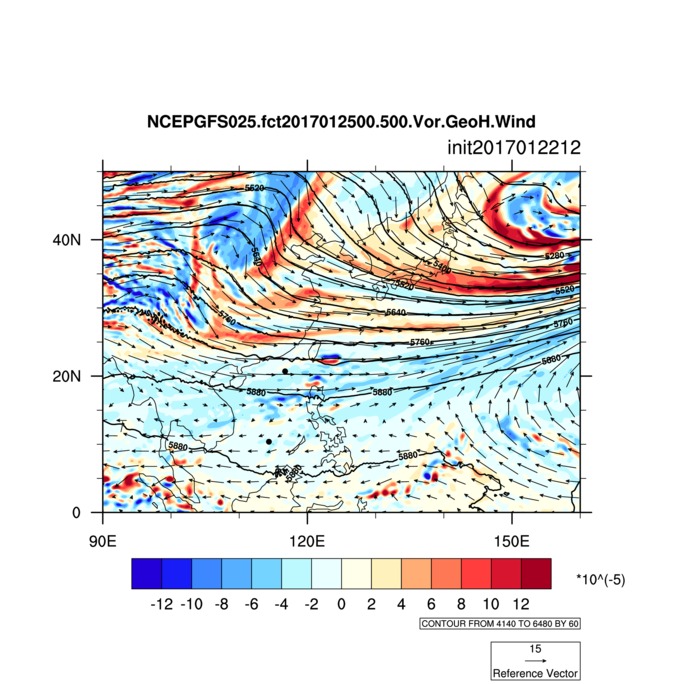 NCEPGFS025.fct2017012500.500.Vor.GeoH.Wind
init2017012212
5520
40N
5640
5400
5280
5520
5520
5760
5640
5760
5760
5880
20N
5880
5880
5880
5880
0
90E 120E 150E
-12 -10 -8 -6 -4 -2 0 2 4 6 8 10 12
*10^(-5)
CONTOUR FROM 4140 TO 6480 BY 60
15
Reference Vector